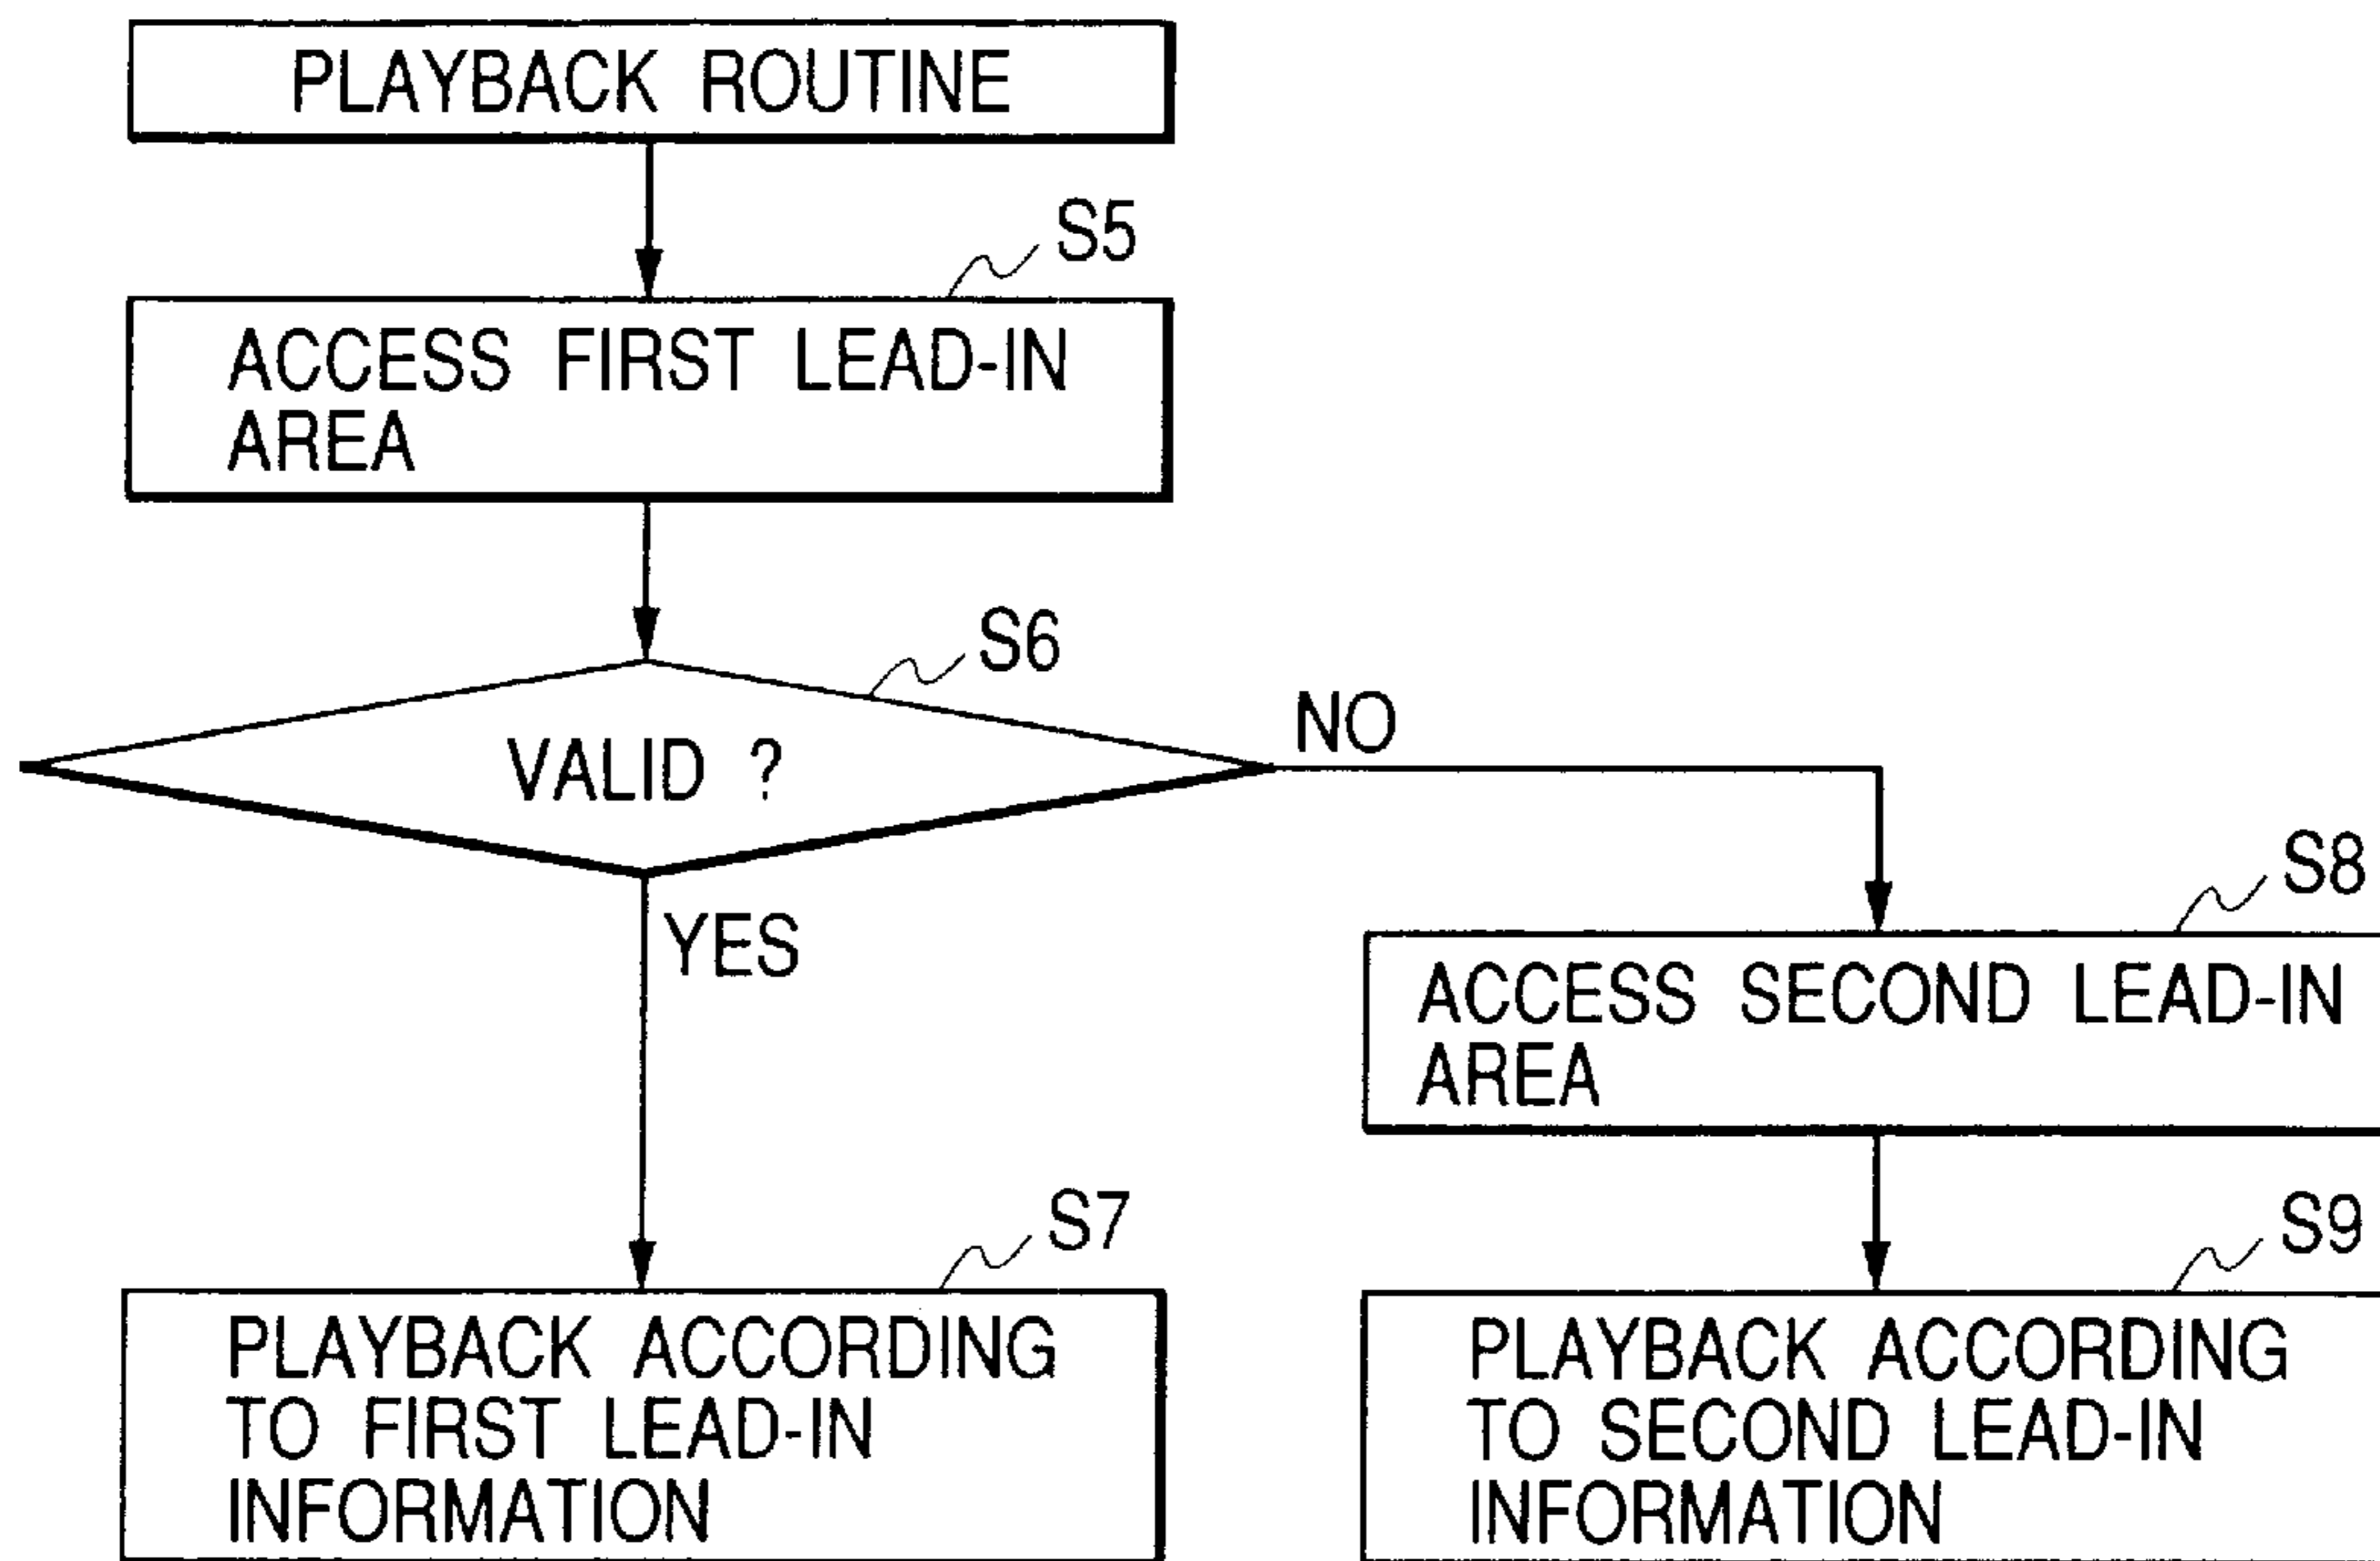 PLAYBACK ROUTINE
S5
ACCESS FIRST LEAD-IN
AREA
S6
VALID ?
NO
YES
S8
ACCESS SECOND LEAD-IN
AREA
S7
PLAYBACK ACCORDING
TO FIRST LEAD-IN
INFORMATION
S9
PLAYBACK ACCORDING
TO SECOND LEAD-IN
INFORMATION